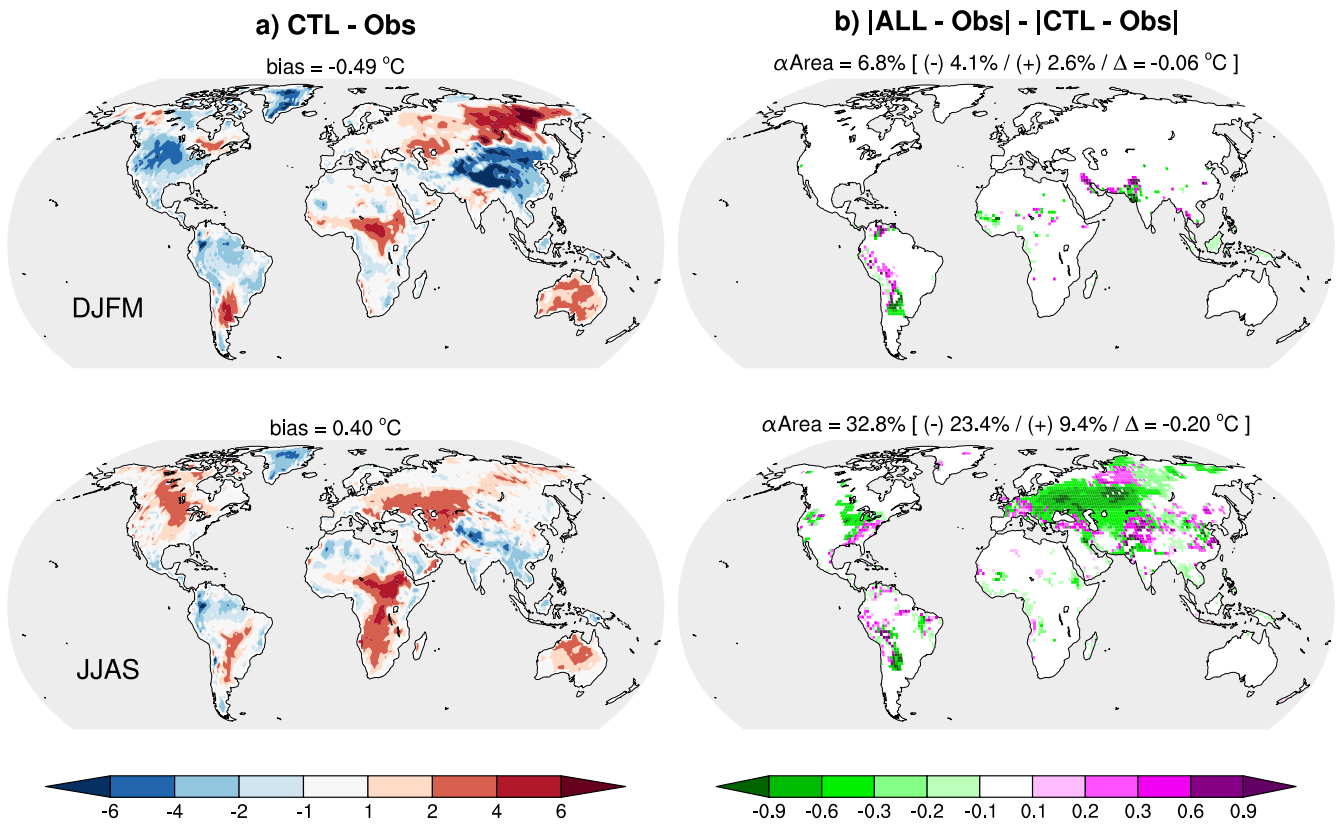 a) CTL - Obs
b) |ALL - Obs| - |CTL - Obs|
bias = -0.49 °C
αArea = 6.8% [ (-) 4.1% / (+) 2.6% / Δ = -0.06 °C ]
DJFM
bias = 0.40 °C
αArea = 32.8% [ (-) 23.4% / (+) 9.4% / Δ = -0.20 °C ]
JJAS
-6 -4 -2 -1 1 2 4 6
-0.9 -0.6 -0.3 -0.2 -0.1 0.1 0.2 0.3 0.6 0.9